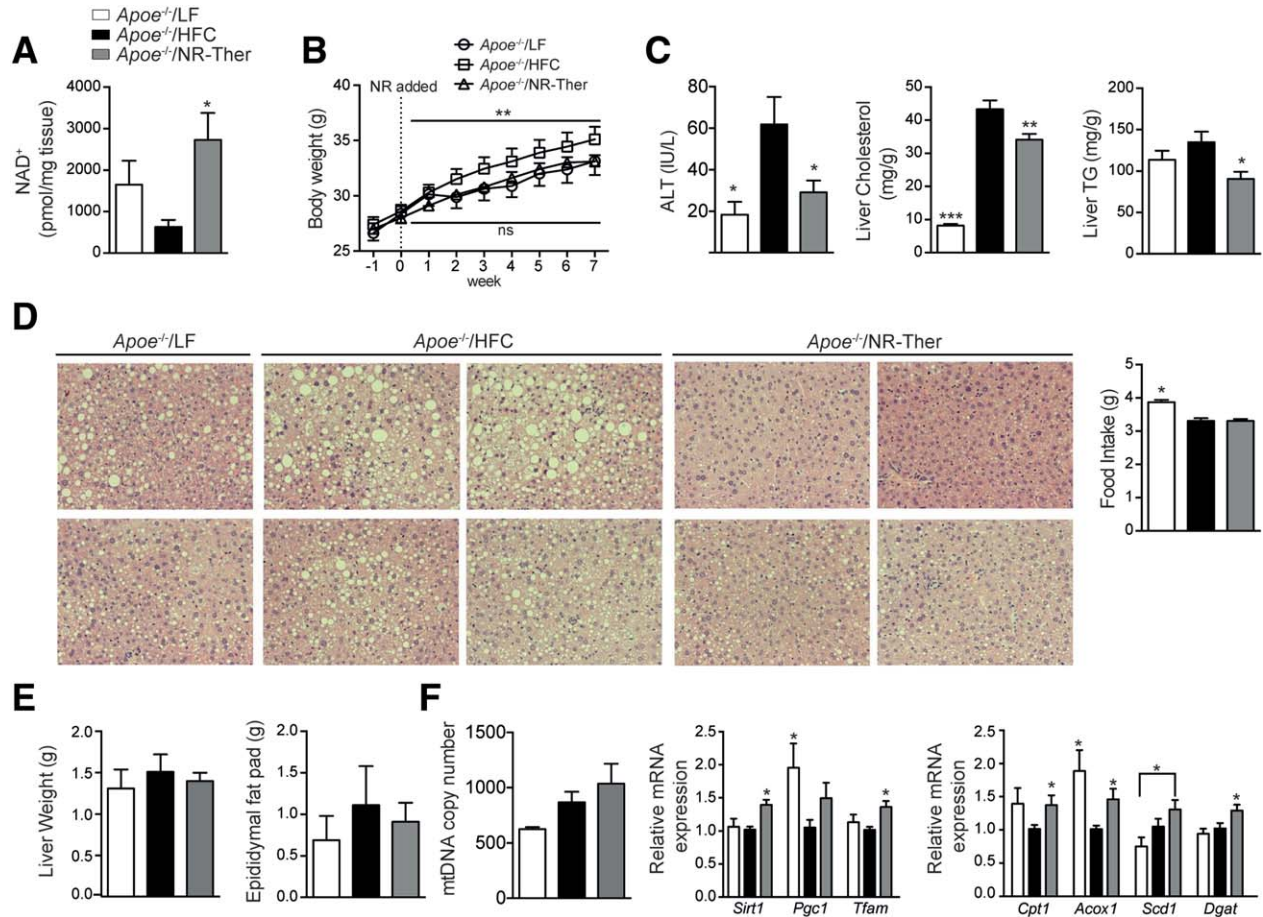 Apoe-/-/LF
Apoe-/-/HFC
Apoe-/-/NR-Ther
A
NAD+
(pmol/mg tissue)
4000
3000
2000
1000
0
*
B
Apoe-/-/LF
Apoe-/-/HFC
Apoe-/-/NR-Ther
NR added
**
ns
Body weight (g)
40
35
30
25
-1 0 1 2 3 4 5 6 7
week
C
ALT (IU/L)
80
60
40
20
* *
Liver Cholesterol
(mg/g)
50
40
30
20
10
0
*** **
Liver TG (mg/g)
200
150
100
50
0
*
D
Apoe-/-/LF
Apoe-/-/HFC
Apoe-/-/NR-Ther
Food Intake (g)
5
4
3
2
1
0
*
E
Liver Weight (g)
2.0
1.5
1.0
0.5
0.0
Epididymal fat pad (g)
2.0
1.5
1.0
0.5
0.0
F
mtDNA copy number
1500
1000
500
0
Relative mRNA
expression
2.5
2.0
1.5
1.0
0.5
0.0
* * *
Sirt1 Pgc1 Tfam
Relative mRNA
expression
2.5
2.0
1.5
1.0
0.5
0.0
* * * * *
Cpt1 Acox1 Scd1 Dgat